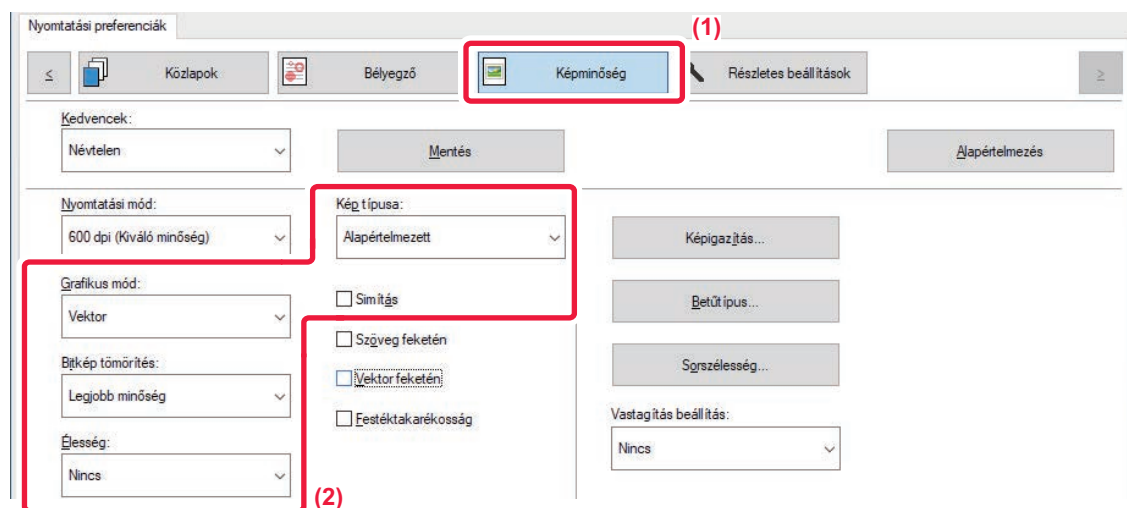 Nyomtatási preferenciák
(1)
< Közlapok Bélyegző Képminőség Részletes beállítások >
Kedvencek:
Névtelen Mentés Alapértelmezés
Nyomtatási mód: Kép típusa:
600 dpi (Kiváló minőség) Alapértelmezett Képigazítás...
Grafikus mód:
Vektor Simítás Betűtípus...
Szöveg feketén
Bitkép tömörítés: Vektor feketén Sorszélesség...
Legjobb minőség
Festéktakarékosság Vastagítás beállítás:
Élesség: Nincs
Nincs
(2)